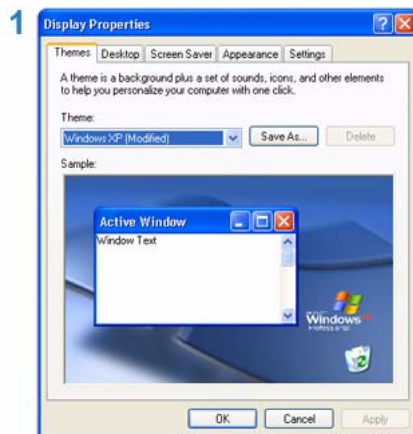 1
Display Properties
Themes Desktop Screen Saver Appearance Settings
A theme is a background plus a set of sounds, icons, and other elements
to help you personalize your computer with one click.
Theme:
Windows XP (Modified) Save As... Delete
Sample:
Active Window
Window Text
Windows
Professional
OK Cancel Apply